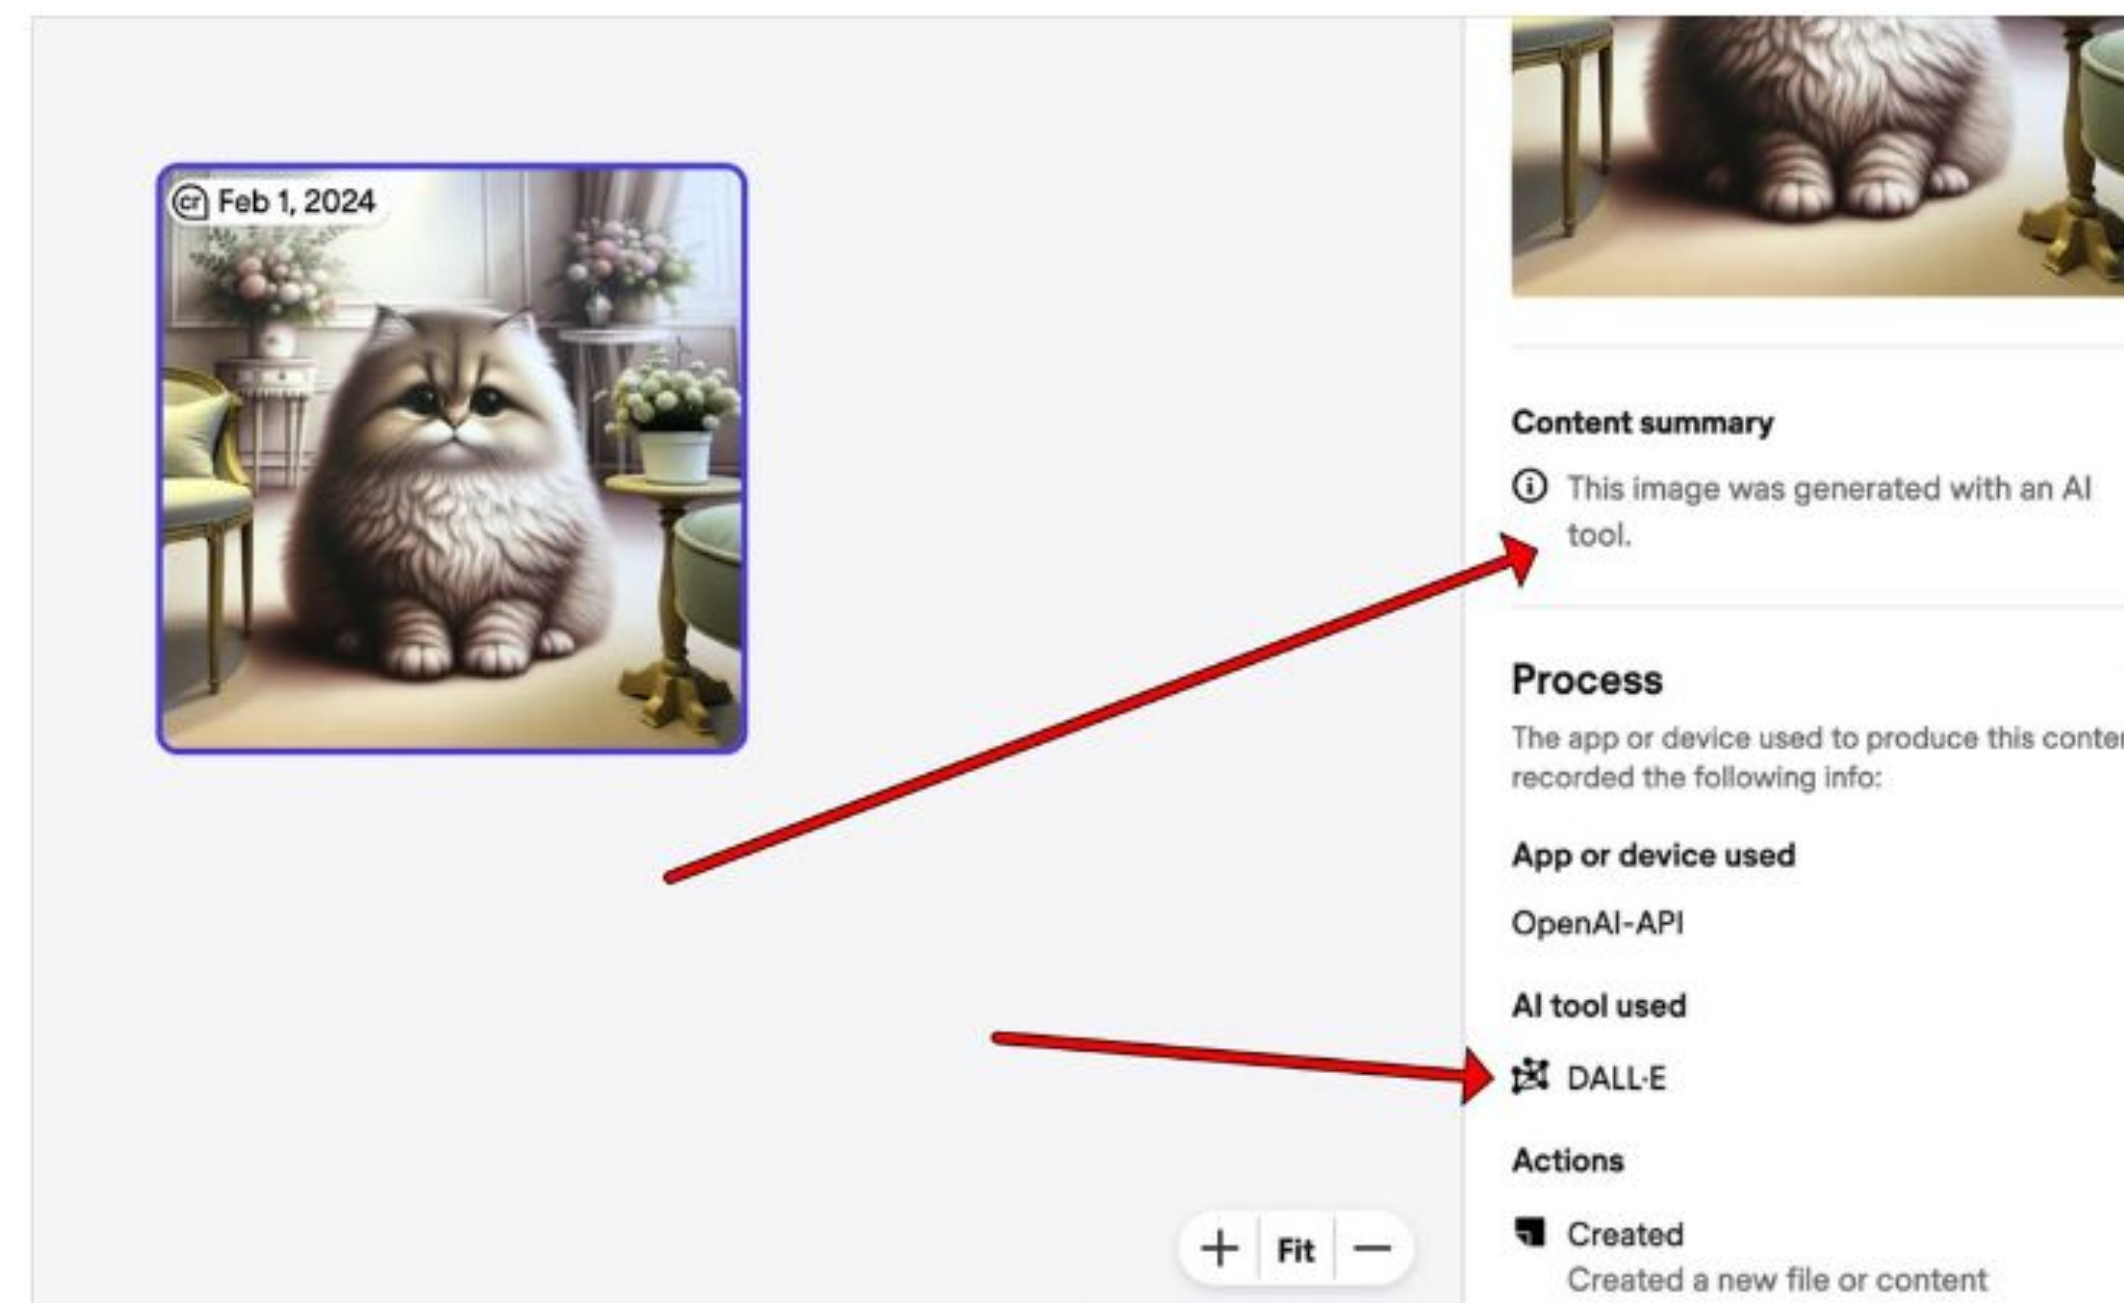 cr Feb 1, 2024
Content summary
This image was generated with an AI
tool.
Process
The app or device used to produce this
recorded the following info:
App or device used
OpenAI-API
AI tool used
DALL·E
Actions
Created
Created a new file or content
+ Fit −